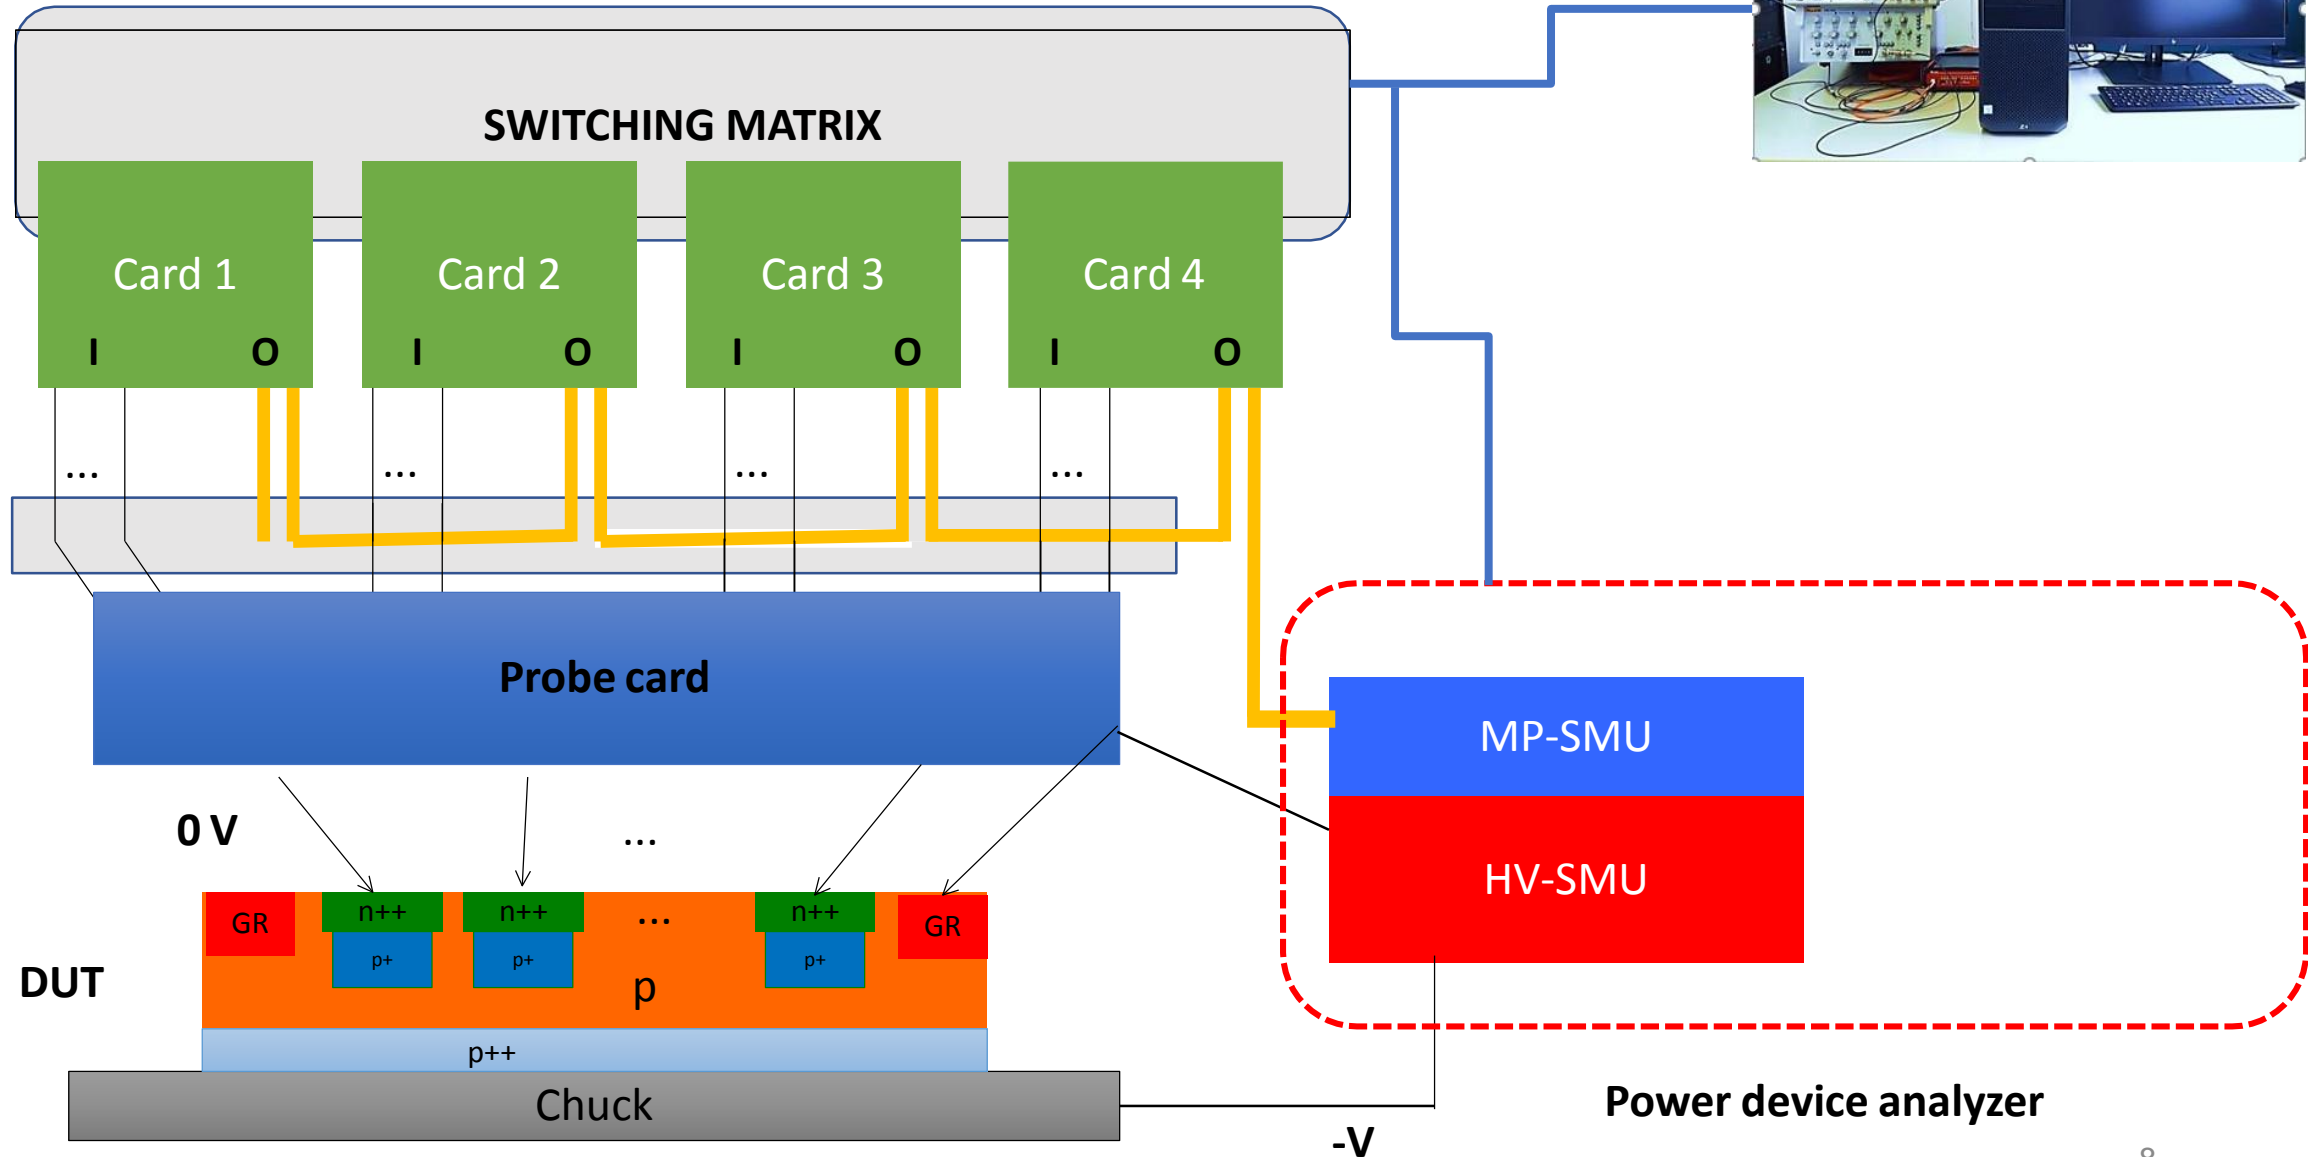 SWITCHING MATRIX
Card 1
Card 2
Card 3
Card 4
I O
I O
I O
I O
...
...
...
...
Probe card
MP-SMU
HV-SMU
0 V
...
GR
n++
n++
...
n++
GR
p+
p+
p+
DUT
p
p++
Chuck
Power device analyzer
-V